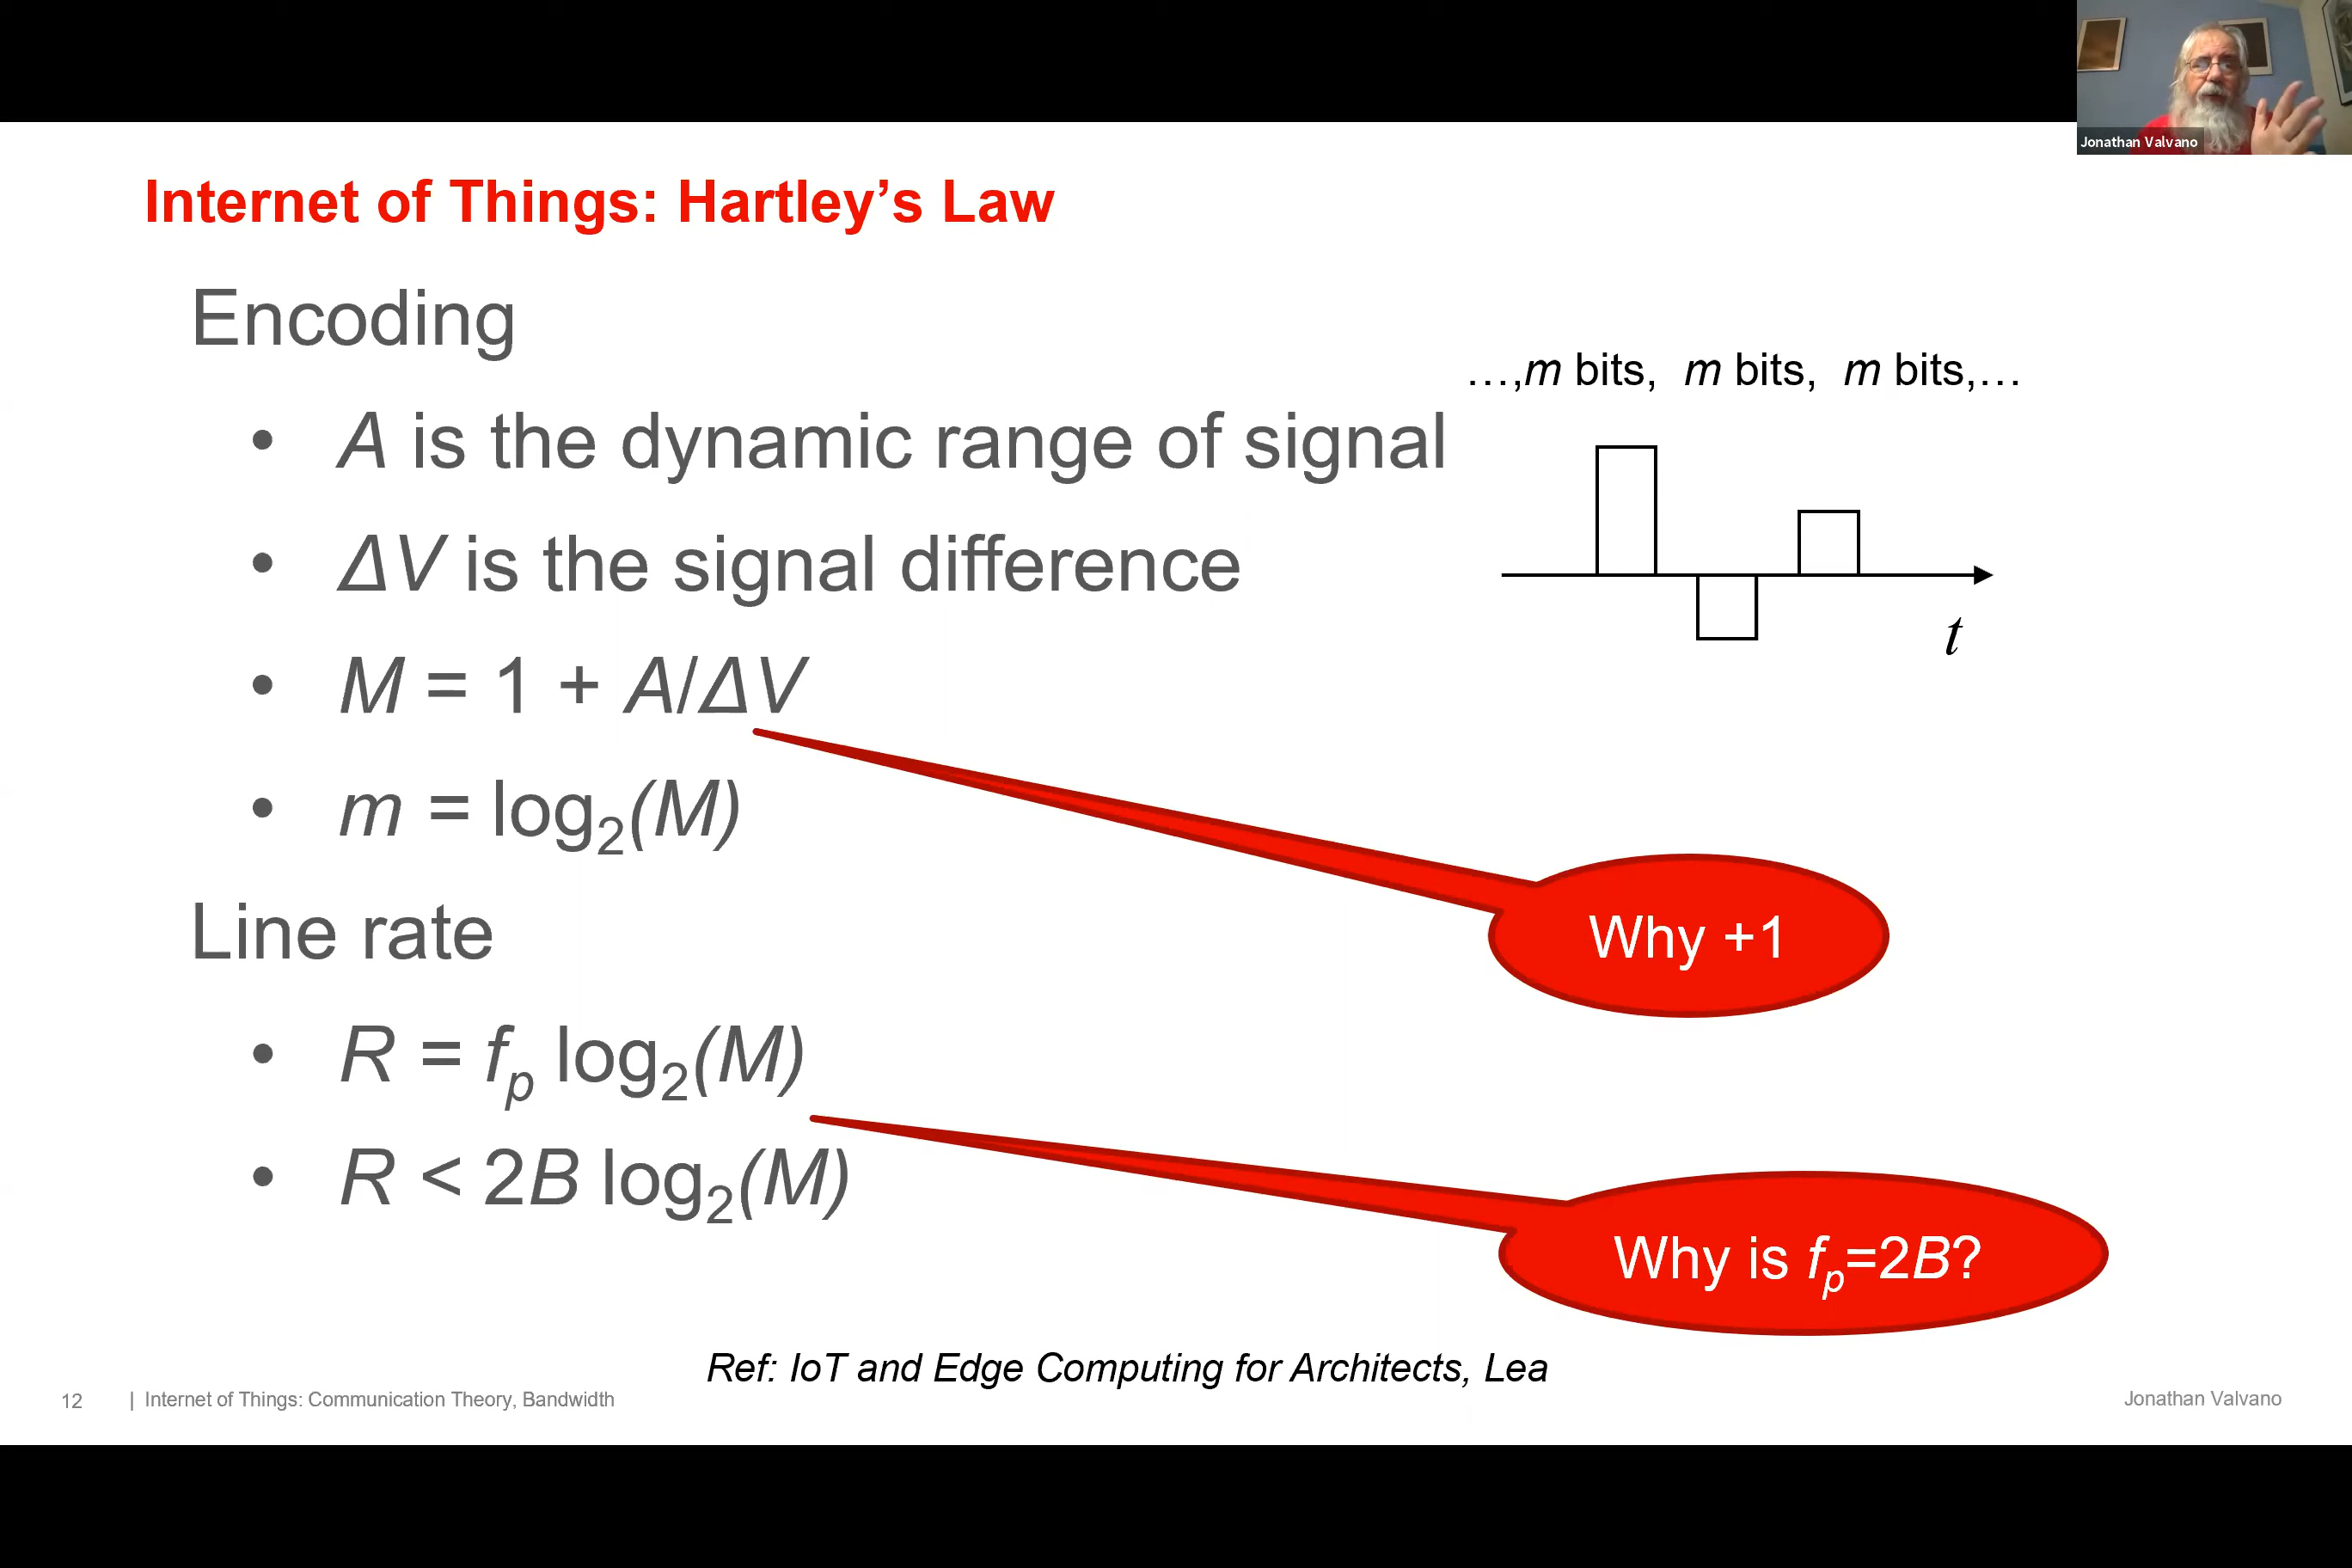 Jonathan Valvano
Internet of Things: Hartley’s Law
Encoding
…,m bits, m bits, m bits,…
• A is the dynamic range of signal
• ΔV is the signal difference
t
• M = 1 + A/ΔV
• m = log2(M)
Why +1
Line rate
• R = fp log2(M)
• R < 2B log2(M)
Why is fp=2B?
Ref: IoT and Edge Computing for Architects, Lea
12 | Internet of Things: Communication Theory, Bandwidth
Jonathan Valvano